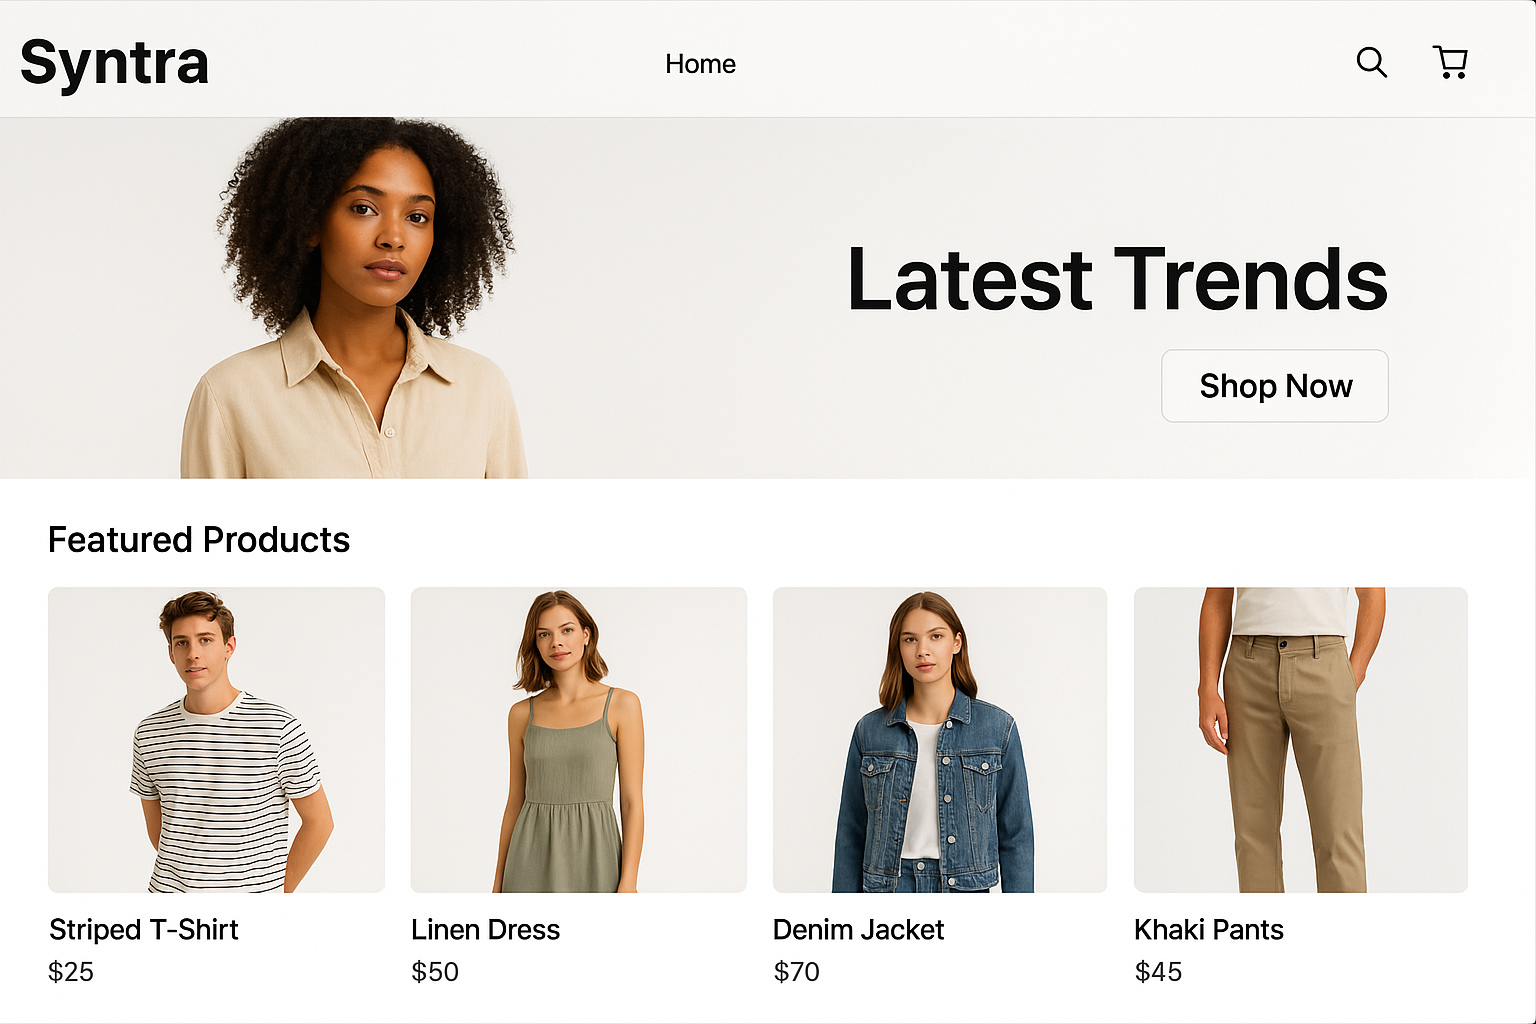 Syntra
Home
Latest Trends
Shop Now
Featured Products
Striped T-Shirt
$25
Linen Dress
$50
Denim Jacket
$70
Khaki Pants
$45